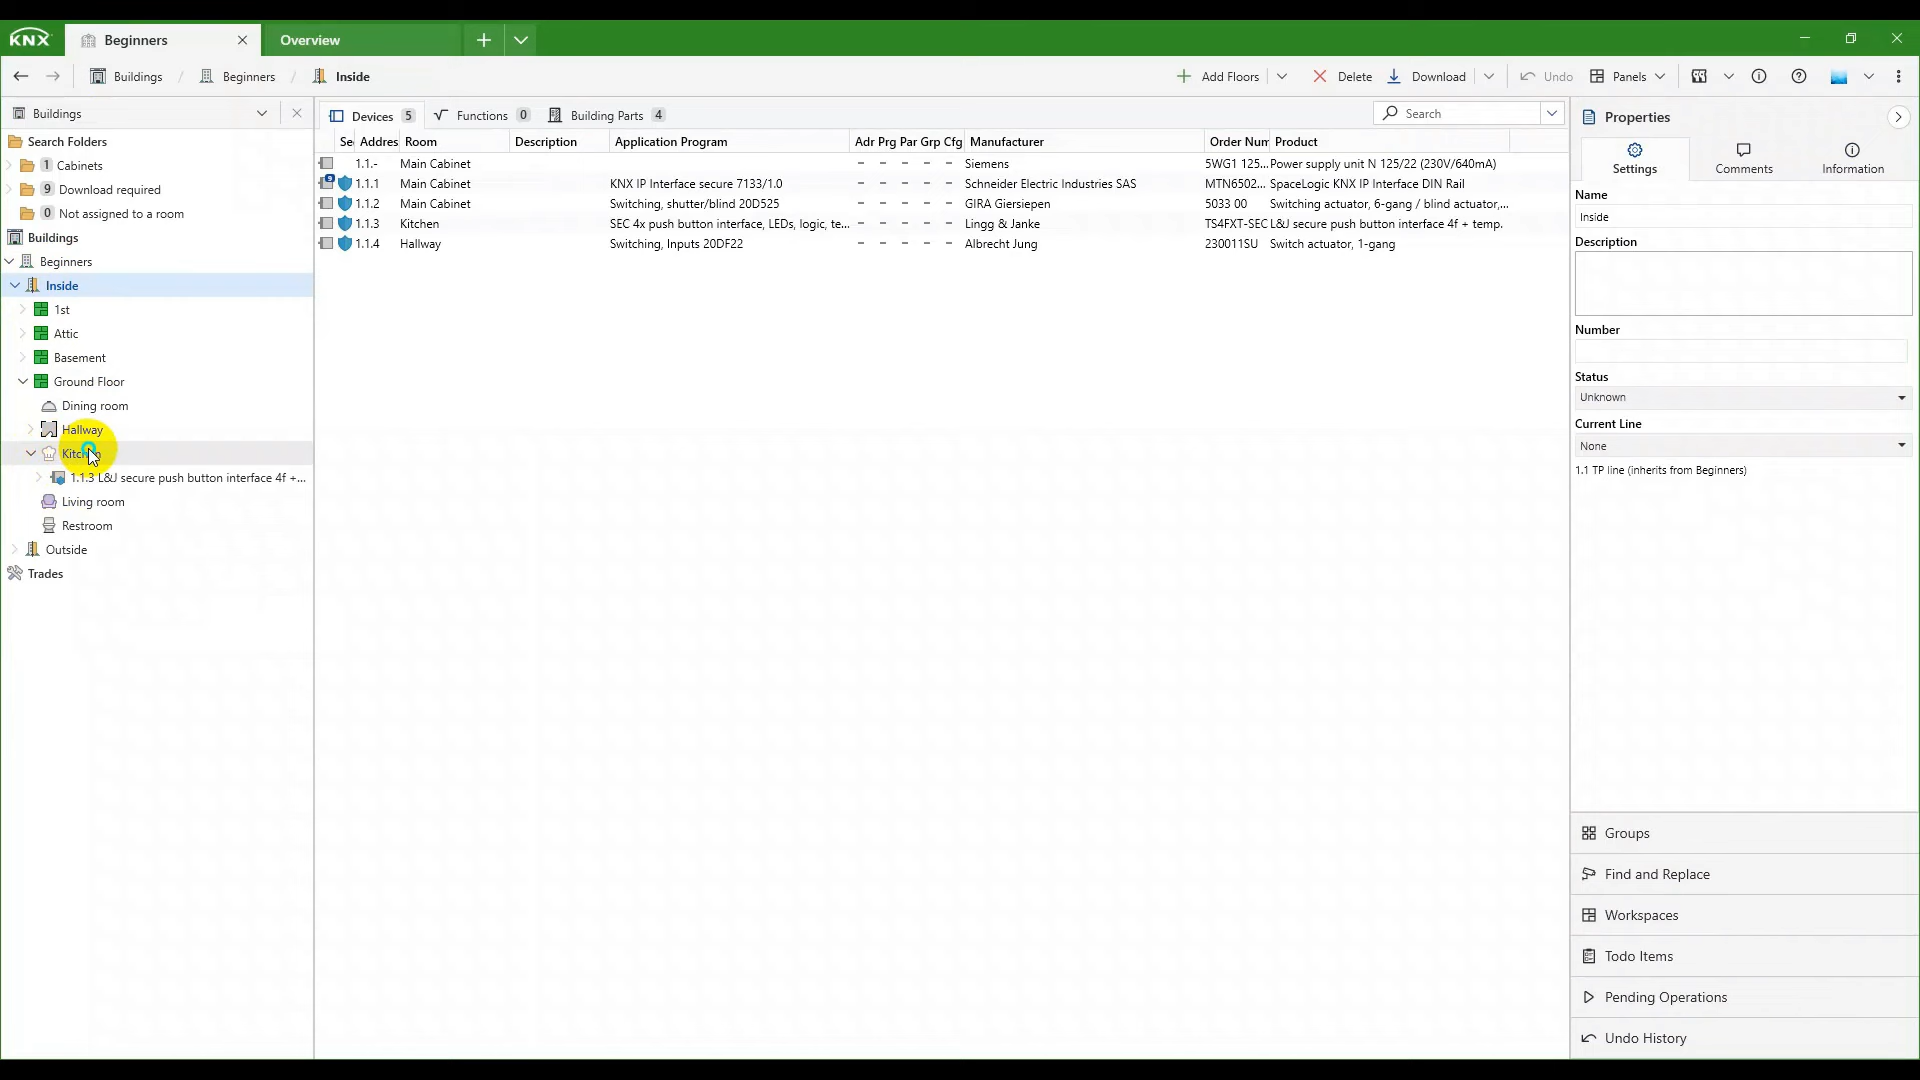 KNX Beginners Overview
Buildings / Beginners / Inside Add Floors Delete Download Undo Panels
Buildings
Search Folders
1 Cabinets
9 Download required
0 Not assigned to a room
Buildings
Beginners
Inside
1st
Attic
Basement
Ground Floor
Dining room
Hallway
Kitchen
1.1.3 L&J secure push button interface 4f +...
Living room
Restroom
Outside
Trades
Devices 5 Functions 0 Building Parts 4 Search
Se Addres Room Description Application Program Adr Prg Par Grp Cfg Manufacturer Order Num Product
1.1.- Main Cabinet - - - - - Siemens 5WG1 125... Power supply unit N 125/22 (230V/640mA)
1.1.1 Main Cabinet KNX IP Interface secure 7133/1.0 - - - - - Schneider Electric Industries SAS MTN6502... SpaceLogic KNX IP Interface DIN Rail
1.1.2 Main Cabinet Switching, shutter/blind 20D525 - - - - - GIRA Giersiepen 5033 00 Switching actuator, 6-gang / blind actuator,...
1.1.3 Kitchen SEC 4x push button interface, LEDs, logic, te... - - - - - Lingg & Janke TS4FXT-SEC L&J secure push button interface 4f + temp.
1.1.4 Hallway Switching, Inputs 20DF22 - - - - - Albrecht Jung 230011SU Switch actuator, 1-gang
Properties
Settings Comments Information
Name
Inside
Description
Number
Status
Unknown
Current Line
None
1.1 TP line (inherits from Beginners)
Groups
Find and Replace
Workspaces
Todo Items
Pending Operations
Undo History